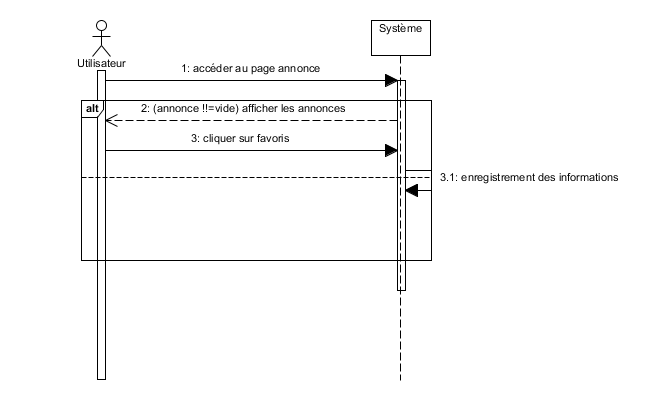 Système
Utilisateur
1: accéder au page annonce
alt
2: (annonce !!=vide) afficher les annonces
3: cliquer sur favoris
3.1: enregistrement des informations